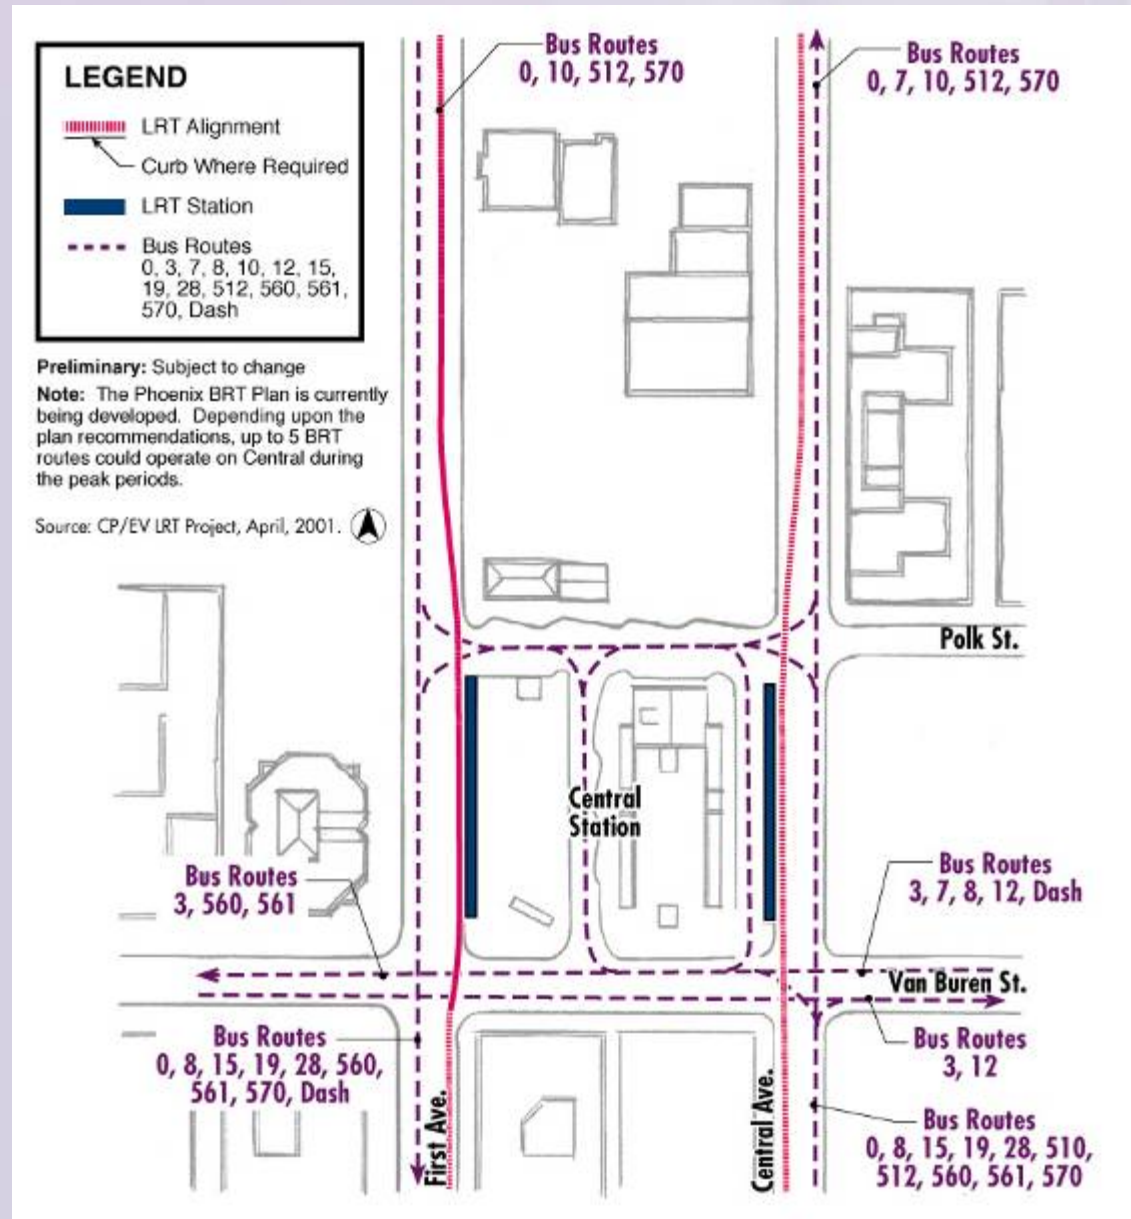 LEGEND
LRT Alignment
Curb Where Required
LRT Station
Bus Routes
0, 3, 7, 8, 10, 12, 15,
19, 28, 512, 560, 561,
570, Dash
Preliminary: Subject to change
Note: The Phoenix BRT Plan is currently
being developed. Depending upon the
plan recommendations, up to 5 BRT
routes could operate on Central during
the peak periods.
Source: CP/EV LRT Project, April, 2001.
Bus Routes
0, 10, 512, 570
Bus Routes
0, 7, 10, 512, 570
Polk St.
Central
Station
Bus Routes
3, 560, 561
Bus Routes
3, 7, 8, 12, Dash
Van Buren St.
Bus Routes
0, 8, 15, 19, 28, 560,
561, 570, Dash
Bus Routes
3, 12
First Ave.
Central Ave.
Bus Routes
0, 8, 15, 19, 28, 510,
512, 560, 561, 570